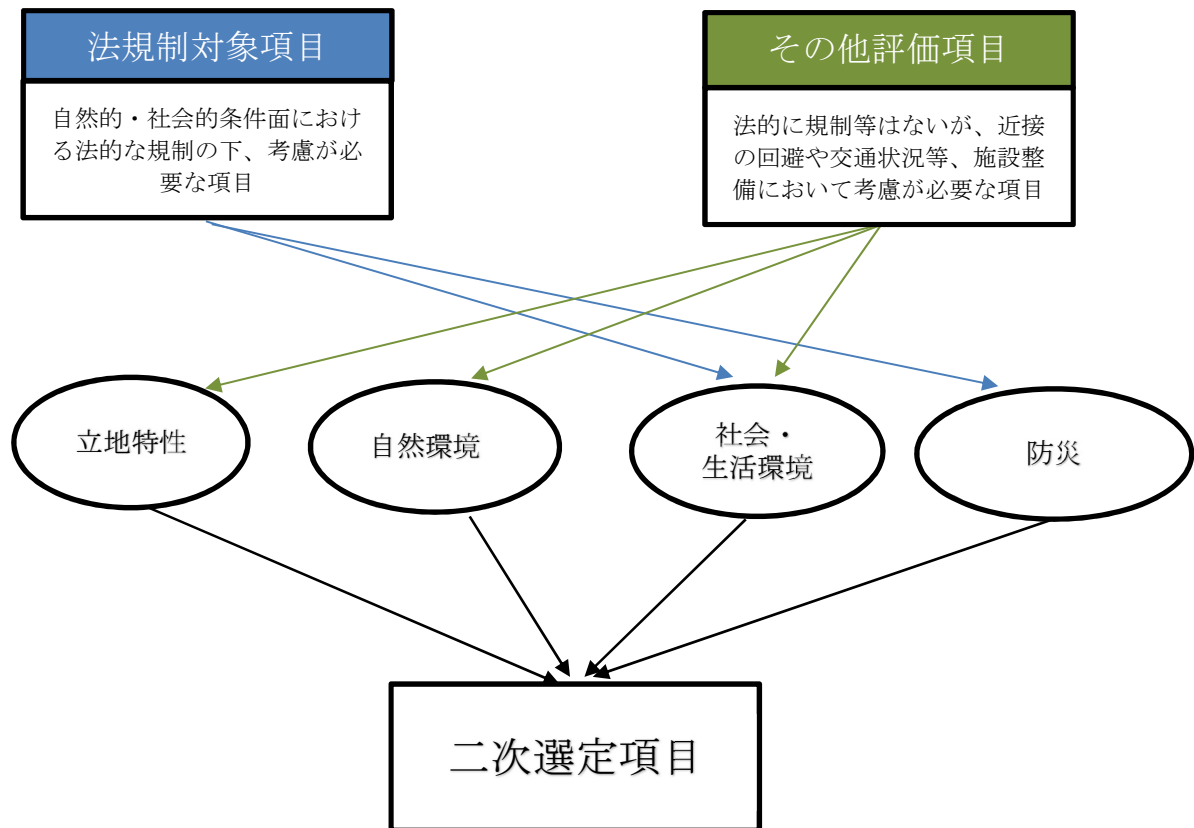 法規制対象項目
自然的・社会的条件面におけ
る法的な規制の下、考慮が必
要な項目
その他評価項目
法的に規制等はないが、近接
の回避や交通状況等、施設整
備において考慮が必要な項目
立地特性
自然環境
社会・
生活環境
防災
二次選定項目